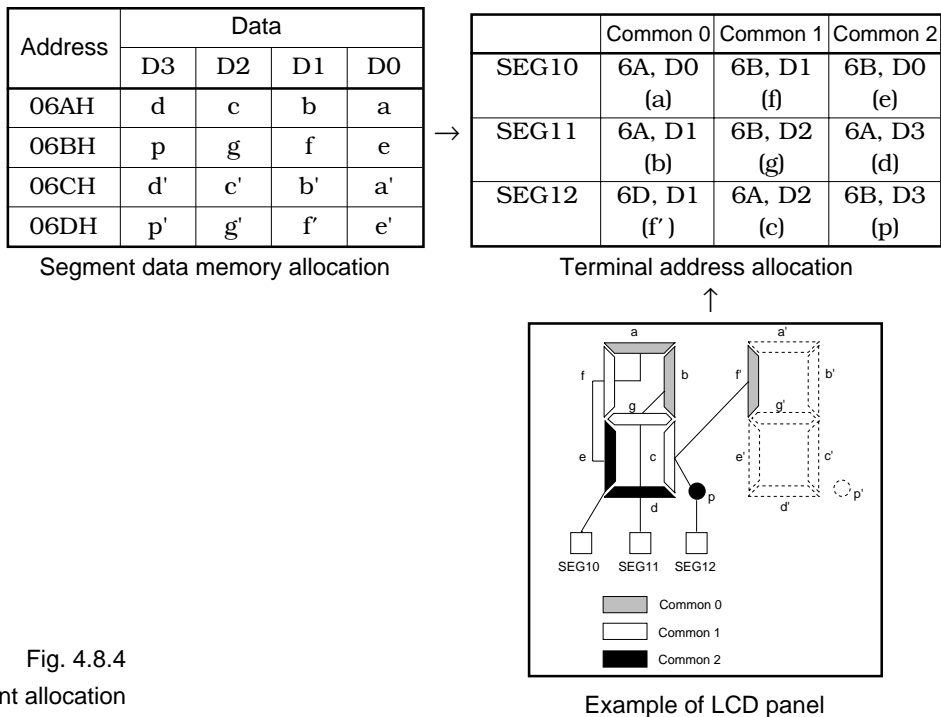 Address Data
D3 D2 D1 D0
06AH d c b a
06BH p g f e
06CH d' c' b' a'
06DH p' g' f′ e'
Segment data memory allocation
→
Common 0 Common 1 Common 2
SEG10 6A, D0 6B, D1 6B, D0
(a) (f) (e)
SEG11 6A, D1 6B, D2 6A, D3
(b) (g) (d)
SEG12 6D, D1 6A, D2 6B, D3
(f′ ) (c) (p)
Terminal address allocation
↑
a a'
f b f' b'
g g'
e c e' c'
p p'
d d'
SEG10 SEG11 SEG12
Common 0
Common 1
Common 2
Example of LCD panel
Fig. 4.8.4
nt allocation